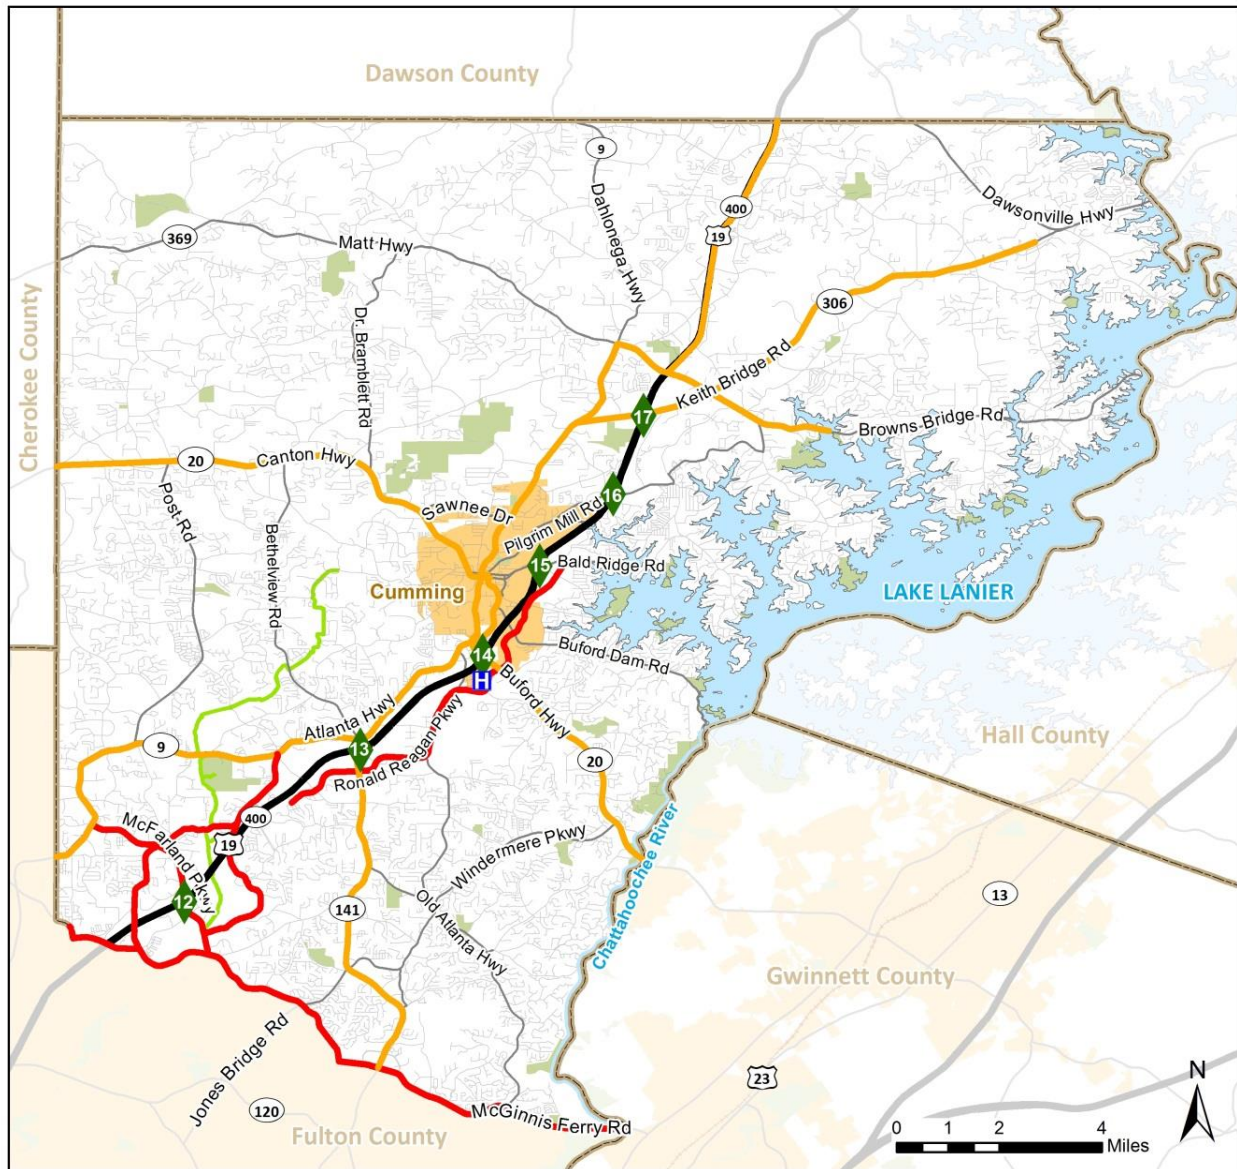 Dawson County
9
Dahlonega Hwy
Dawsonville Hwy
400
19
369
Matt Hwy
306
Cherokee County
Dr. Bramblett Rd
Keith Bridge Rd
17
Browns Bridge Rd
20
Canton Hwy
Post Rd
Bethelview Rd
Sawnee Dr
16
Pilgrim Mill Rd
15
Bald Ridge Rd
Cumming
LAKE LANIER
14
H
Buford Dam Rd
Buford Hwy
Atlanta Hwy
9
13
Ronald Reagan Pkwy
20
Hall County
400
19
McFarland Pkwy
Windermere Pkwy
Chattahoochee River
12
141
Old Atlanta Hwy
13
Gwinnett County
Jones Bridge Rd
23
120
McGinnis Ferry Rd
Fulton County
N
0 1 2 4
Miles